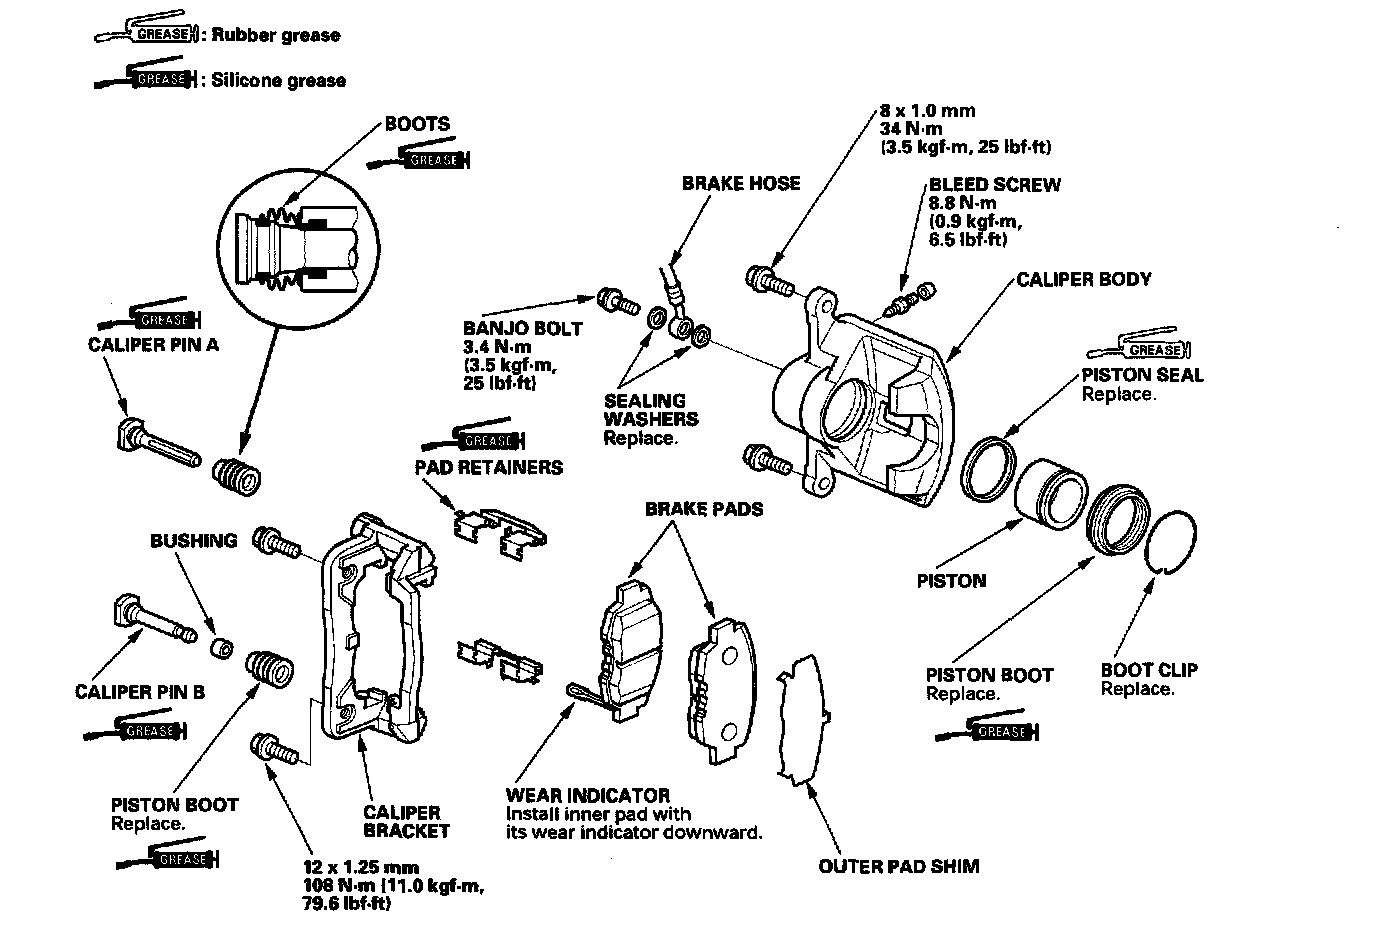 GREASE : Rubber grease
GREASE : Silicone grease
BOOTS
GREASE
8 x 1.0 mm
34 N·m
(3.5 kgf-m, 25 lbf-ft)
BRAKE HOSE
BLEED SCREW
8.8 N·m
(0.9 kgf-m,
6.5 lbf-ft)
CALIPER BODY
GREASE
CALIPER PIN A
BANJO BOLT
3.4 N·m
(3.5 kgf-m,
25 lbf-ft)
SEALING
WASHERS
Replace.
GREASE
PISTON SEAL
Replace.
GREASE
PAD RETAINERS
BRAKE PADS
BUSHING
PISTON
CALIPER PIN B
GREASE
PISTON BOOT
Replace.
GREASE
BOOT CLIP
Replace.
PISTON BOOT
Replace.
GREASE
CALIPER
BRACKET
WEAR INDICATOR
Install inner pad with
its wear indicator downward.
OUTER PAD SHIM
12 x 1.25 mm
108 N·m (11.0 kgf-m,
79.6 lbf-ft)